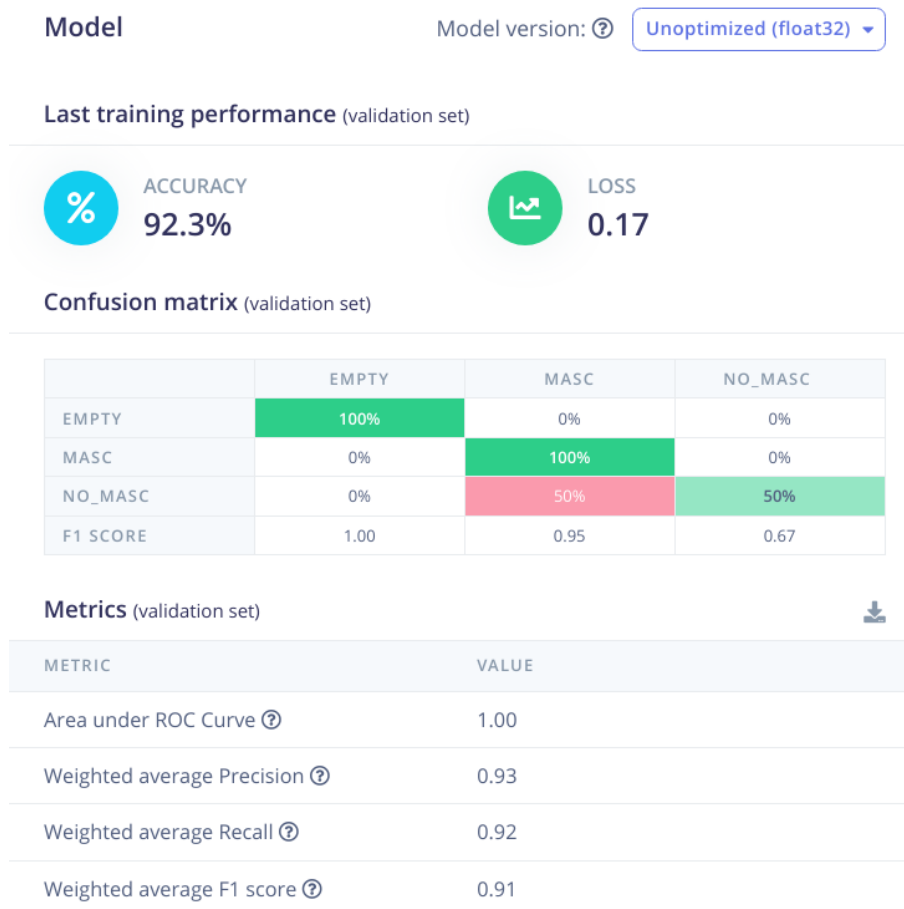 Model
Model version: Unoptimized (float32)
Last training performance (validation set)
% ACCURACY LOSS
92.3% 0.17
Confusion matrix (validation set)
EMPTY MASC NO_MASC
EMPTY 100% 0% 0%
MASC 0% 100% 0%
NO_MASC 0% 50% 50%
F1 SCORE 1.00 0.95 0.67
Metrics (validation set)
METRIC VALUE
Area under ROC Curve ? 1.00
Weighted average Precision ? 0.93
Weighted average Recall ? 0.92
Weighted average F1 score ? 0.91